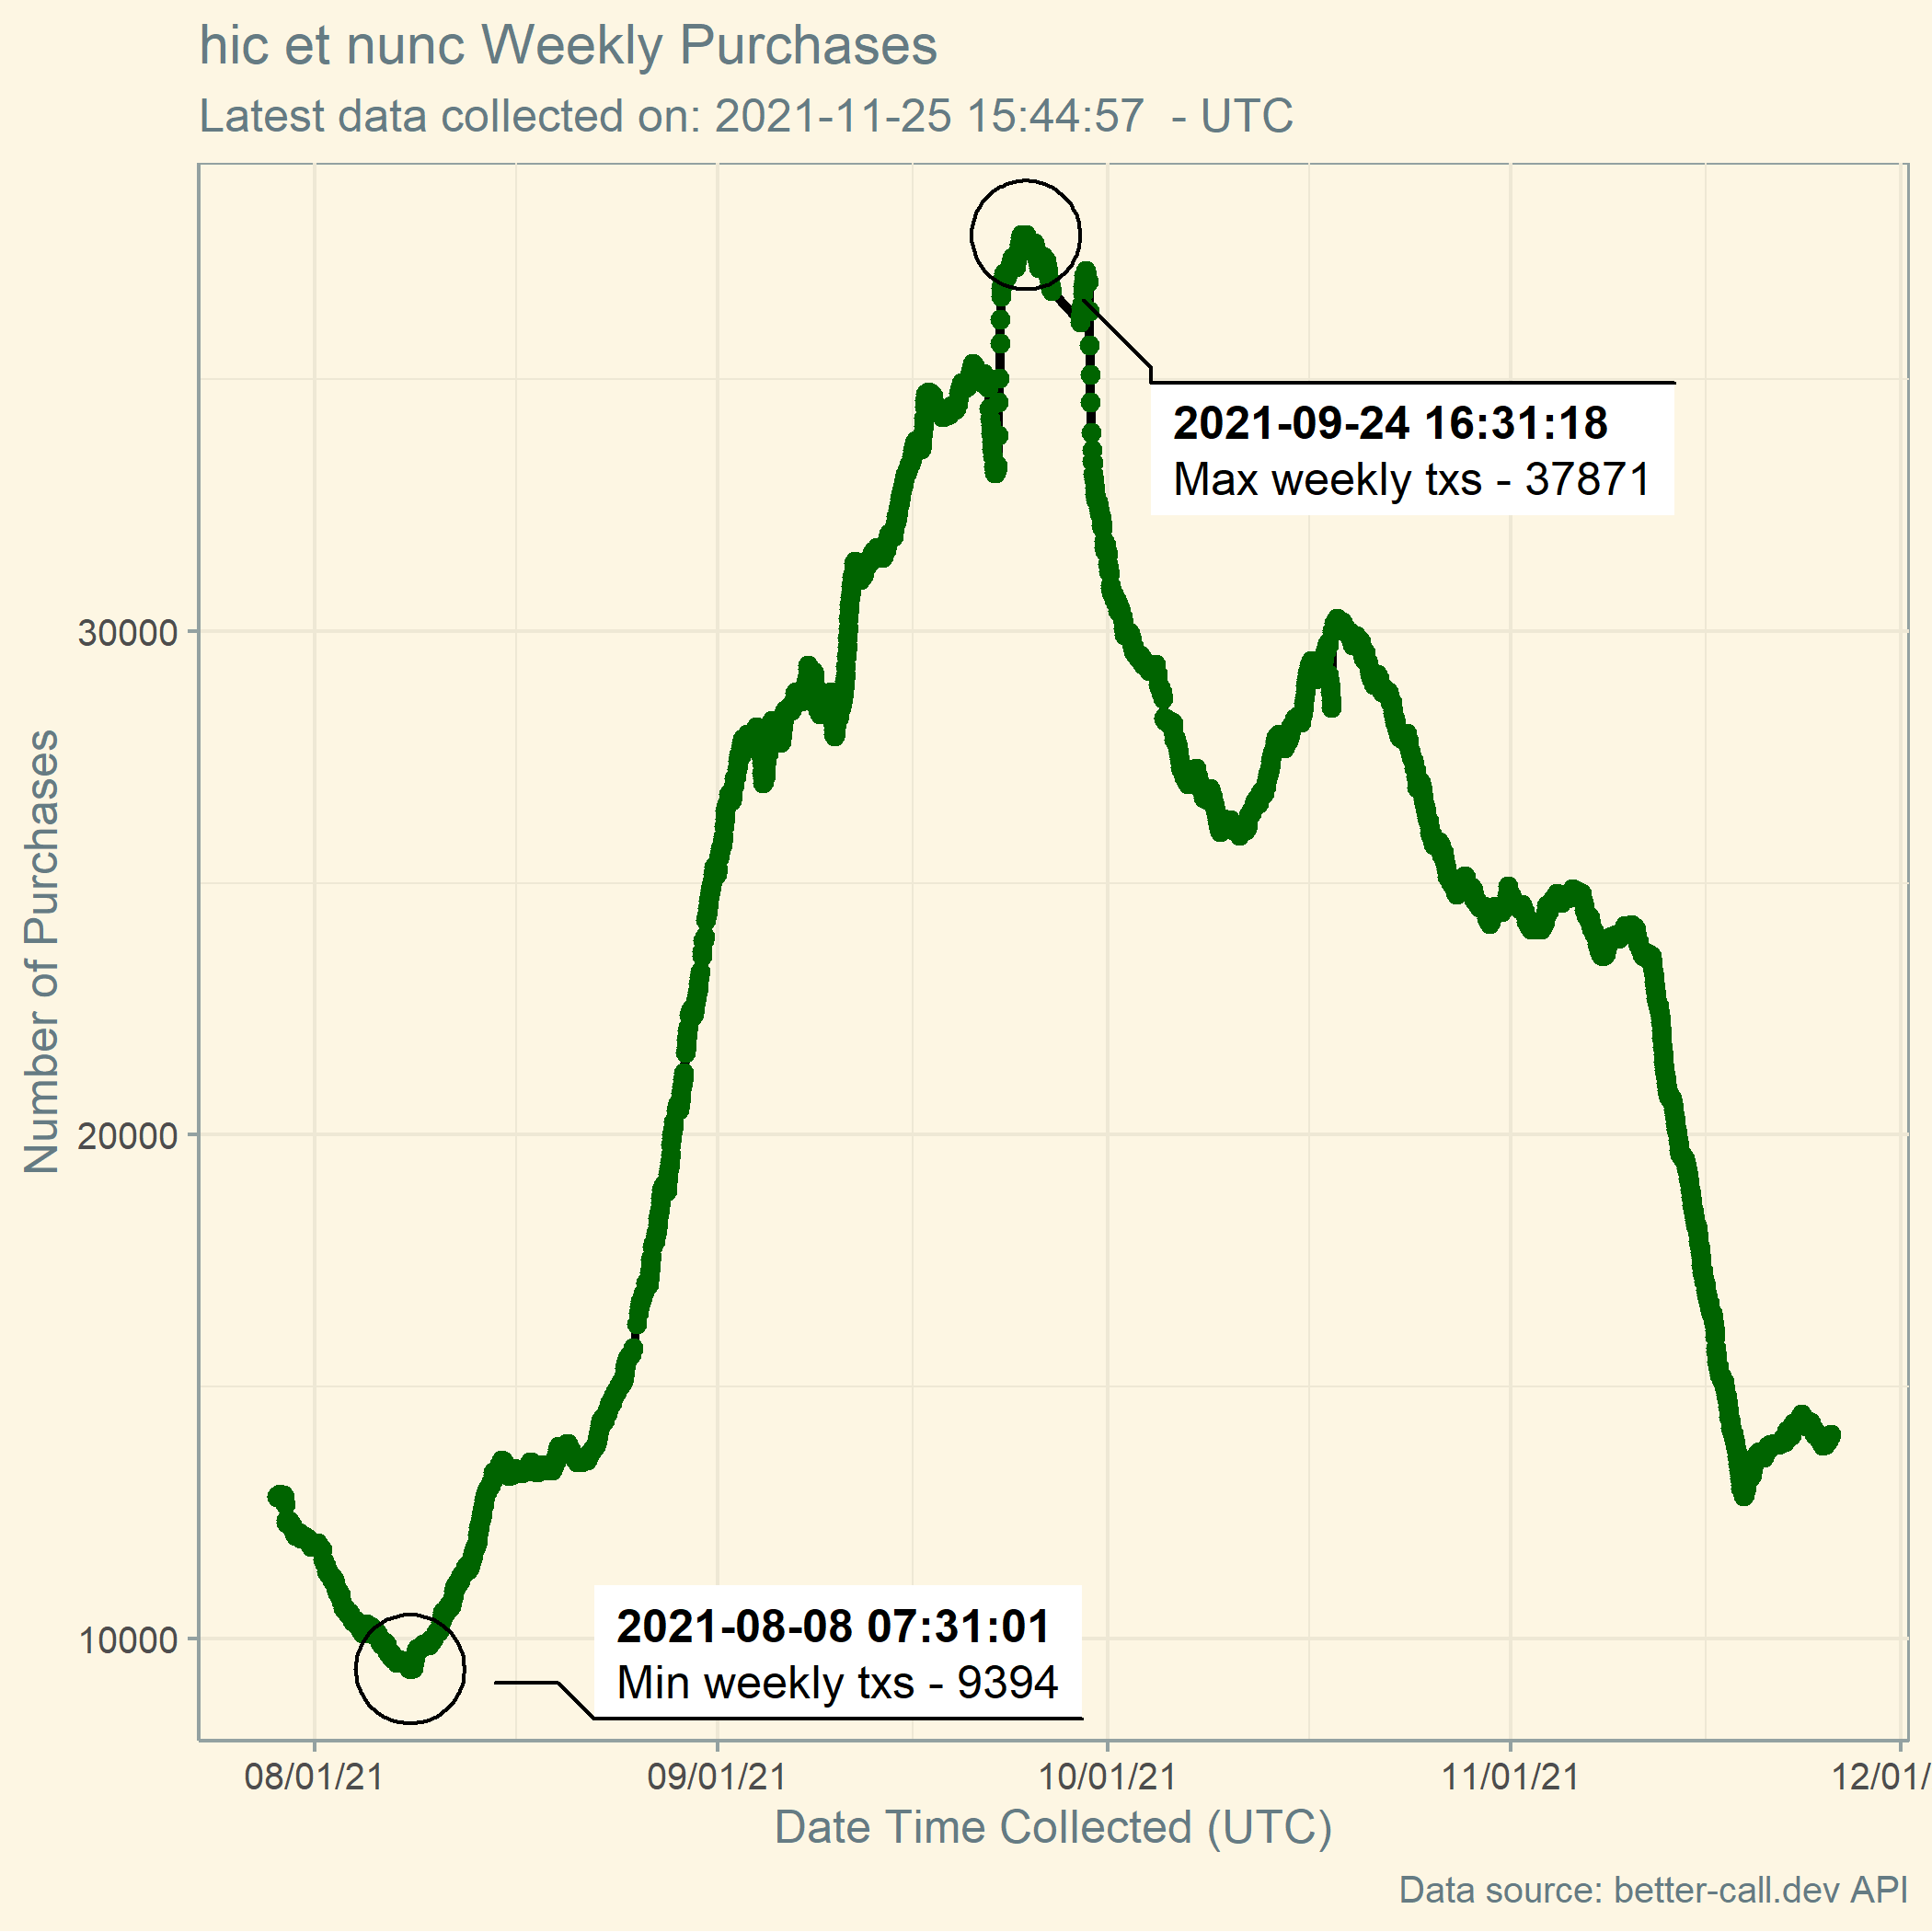 hic et nunc Weekly Purchases
Latest data collected on: 2021-11-25 15:44:57  - UTC
Number of Purchases
30000
20000
10000
2021-09-24 16:31:18
Max weekly txs - 37871
2021-08-08 07:31:01
Min weekly txs - 9394
08/01/21
09/01/21
10/01/21
11/01/21
12/01/
Date Time Collected (UTC)
Data source: better-call.dev API